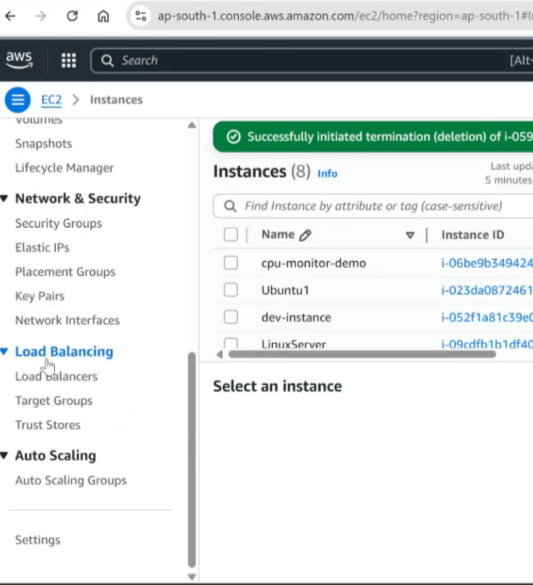 ap-south-1.console.aws.amazon.com/ec2/home?region=ap-south-1#I
aws
Search
[Alt+
EC2 > Instances
Volumes
Snapshots
Lifecycle Manager
Network & Security
Security Groups
Elastic IPs
Placement Groups
Key Pairs
Network Interfaces
Load Balancing
Load Balancers
Target Groups
Trust Stores
Auto Scaling
Auto Scaling Groups
Settings
Successfully initiated termination (deletion) of i-059
Instances (8) Info
Last upd
5 minutes
Find Instance by attribute or tag (case-sensitive)
Name Instance ID
cpu-monitor-demo i-06be9b349424
Ubuntu1 i-023da0872461
dev-instance i-052f1a81c39e0
LinuxServer i-09cdfb1b1df40
Select an instance